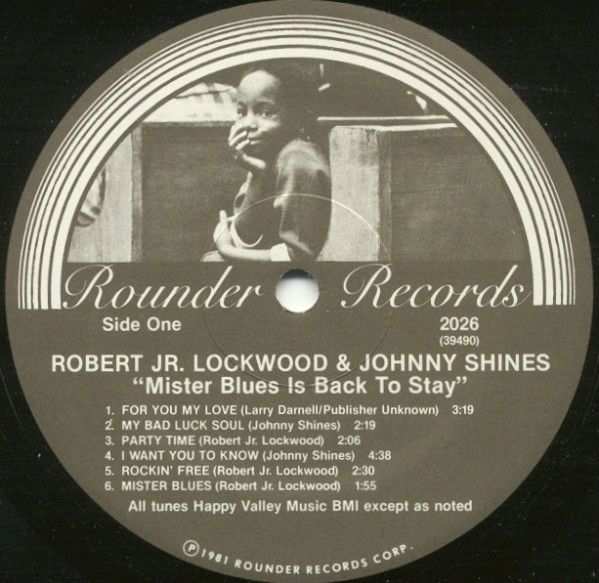 Rounder Records
Side One
2026
(39490)
ROBERT JR. LOCKWOOD & JOHNNY SHINES
"Mister Blues Is Back To Stay"
1. FOR YOU MY LOVE (Larry Darnell/Publisher Unknown) 3:19
2. MY BAD LUCK SOUL (Johnny Shines) 2:19
3. PARTY TIME (Robert Jr. Lockwood) 2:06
4. I WANT YOU TO KNOW (Johnny Shines) 4:38
5. ROCKIN' FREE (Robert Jr. Lockwood) 2:30
6. MISTER BLUES (Robert Jr. Lockwood) 1:55
All tunes Happy Valley Music BMI except as noted
℗1981 ROUNDER RECORDS CORP.